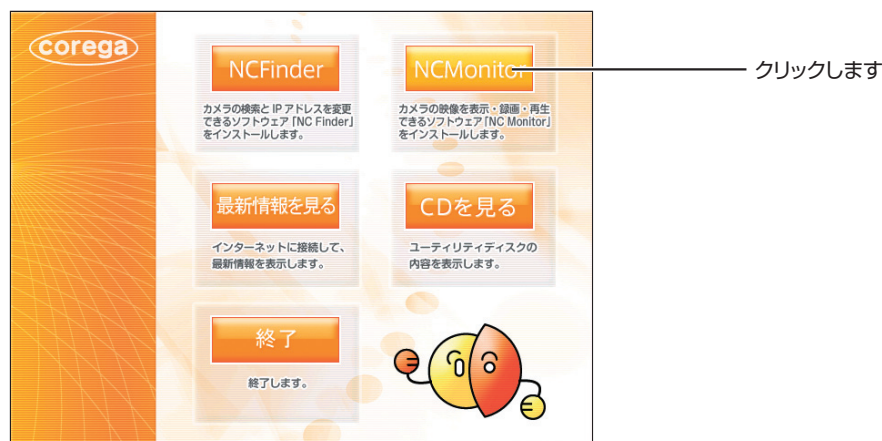 corega
NCFinder
カメラの検索と IP アドレスを変更
できるソフトウェア「NC Finder」
をインストールします。
NCMonitor
カメラの映像を表示・録画・再生
できるソフトウェア「NC Monitor」
をインストールします。
クリックします
最新情報を見る
インターネットに接続して、
最新情報を表示します。
CDを見る
ユーティリティディスクの
内容を表示します。
終了
終了します。